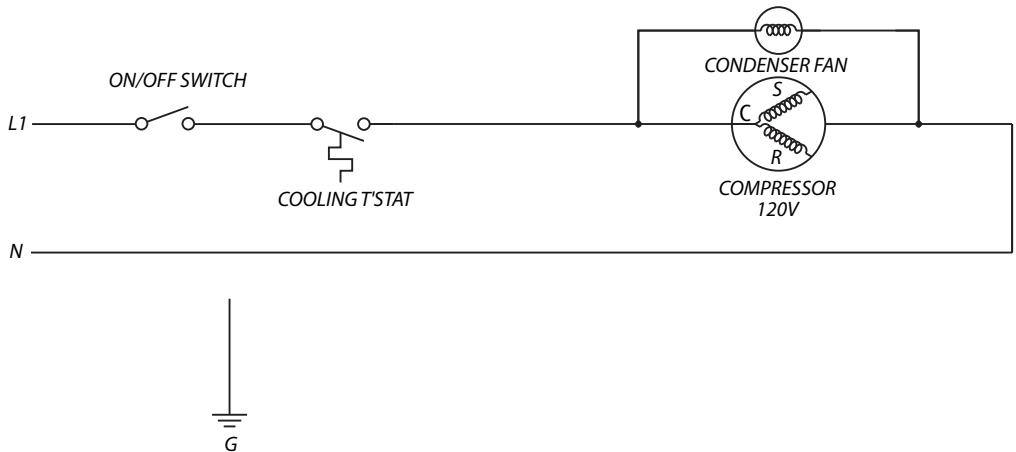 CONDENSER FAN
ON/OFF SWITCH
S
L1
C
R
COOLING T'STAT
COMPRESSOR
120V
N
G